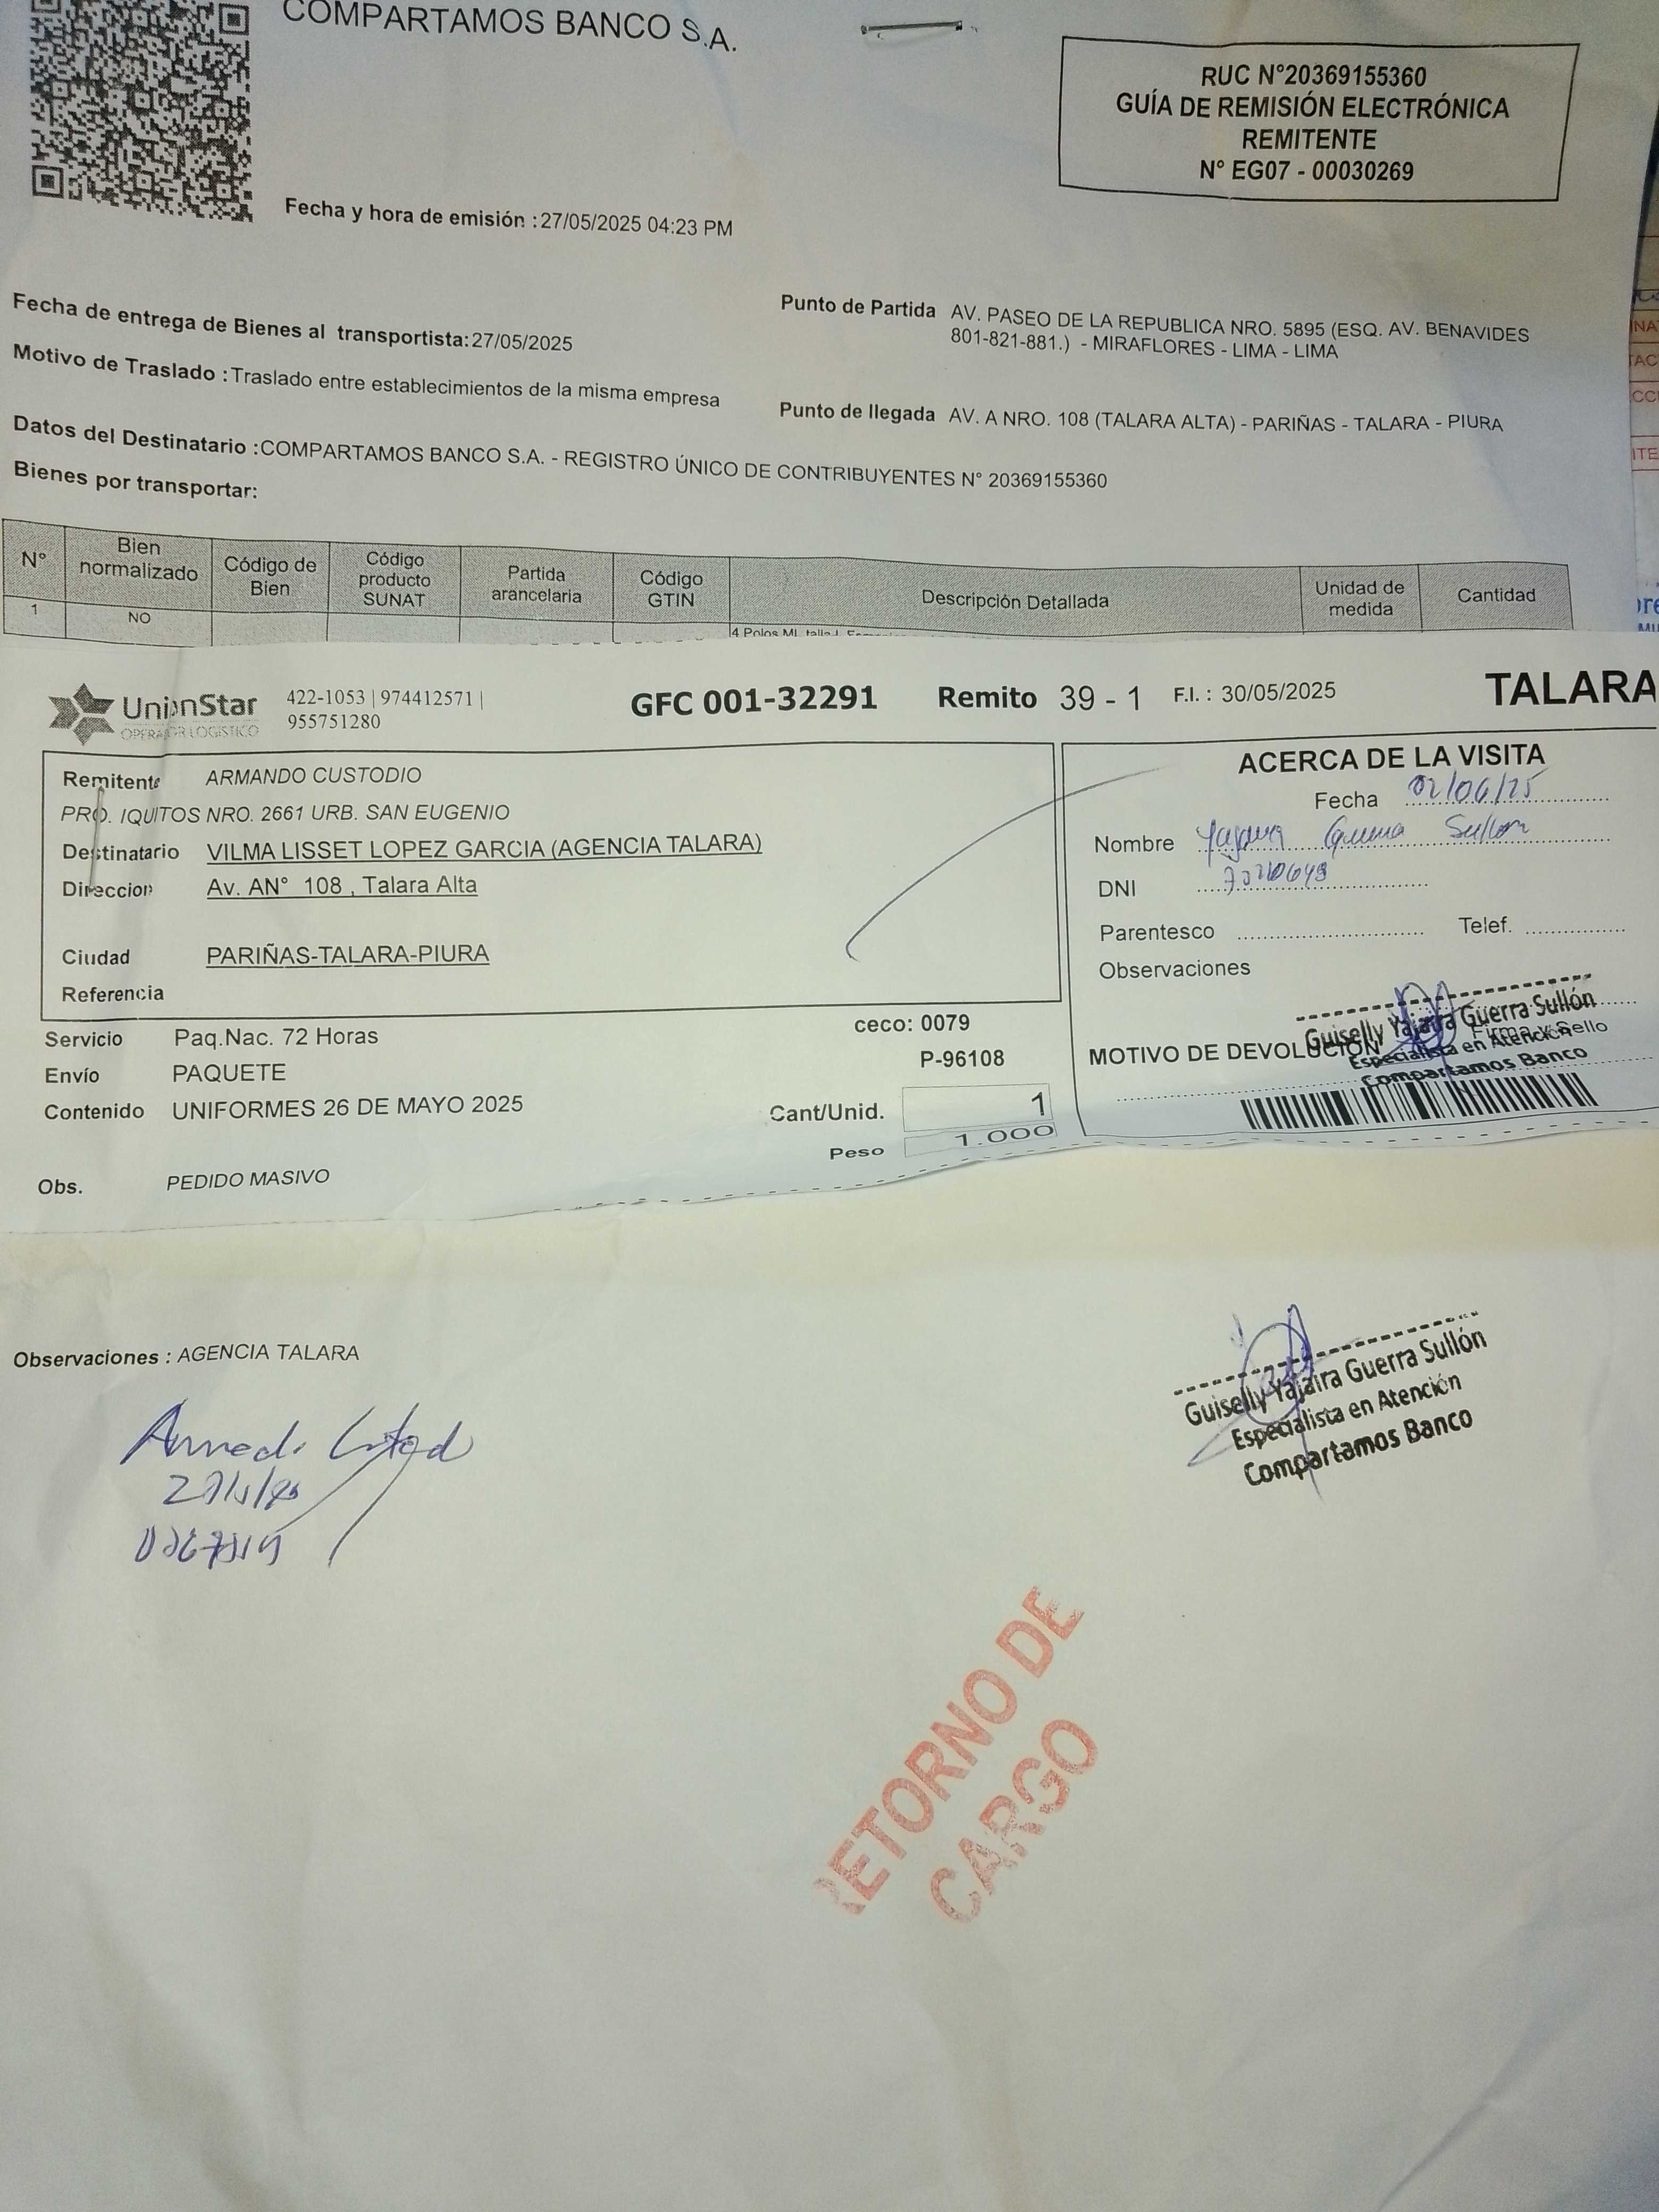 COMPARTAMOS BANCO S.A.
RUC N°20369155360
GUÍA DE REMISIÓN ELECTRÓNICA
REMITENTE
N° EG07 - 00030269
Fecha y hora de emisión : 27/05/2025 04:23 PM
Fecha de entrega de Bienes al transportista: 27/05/2025
Motivo de Traslado : Traslado entre establecimientos de la misma empresa
Punto de Partida AV. PASEO DE LA REPUBLICA NRO. 5895 (ESQ. AV. BENAVIDES
801-821-881.) - MIRAFLORES - LIMA - LIMA
Punto de llegada AV. A NRO. 108 (TALARA ALTA) - PARIÑAS - TALARA - PIURA
Datos del Destinatario : COMPARTAMOS BANCO S.A. - REGISTRO ÚNICO DE CONTRIBUYENTES N° 20369155360
Bienes por transportar:
N° Bien normalizado Código de Bien Código producto SUNAT Partida arancelaria Código GTIN Descripción Detallada Unidad de medida Cantidad
1 NO 4 Polos ML talla L
UnionStar
OPERADOR LOGÍSTICO
422-1053 | 974412571 |
955751280
GFC 001-32291 Remito 39 - 1 F.I. : 30/05/2025 TALARA
Remitente ARMANDO CUSTODIO
PRO. IQUITOS NRO. 2661 URB. SAN EUGENIO
Destinatario VILMA LISSET LOPEZ GARCIA (AGENCIA TALARA)
Direccion Av. AN° 108 , Talara Alta
Ciudad PARIÑAS-TALARA-PIURA
Referencia
ACERCA DE LA VISITA
Fecha 02/06/25
Nombre Yajaira Guerra Sullon
DNI
Parentesco Telef.
Observaciones
Guiselly Yajaira Guerra Sullón
Especialista en Atención
Compartamos Banco
Firma y Sello
MOTIVO DE DEVOLUCIÓN
Servicio Paq.Nac. 72 Horas
Envío PAQUETE
Contenido UNIFORMES 26 DE MAYO 2025
ceco: 0079
P-96108
Cant/Unid. 1
Peso 1.000
Obs. PEDIDO MASIVO
Observaciones : AGENCIA TALARA
Guiselly Yajaira Guerra Sullón
Especialista en Atención
Compartamos Banco
RETORNO DE
CARGO